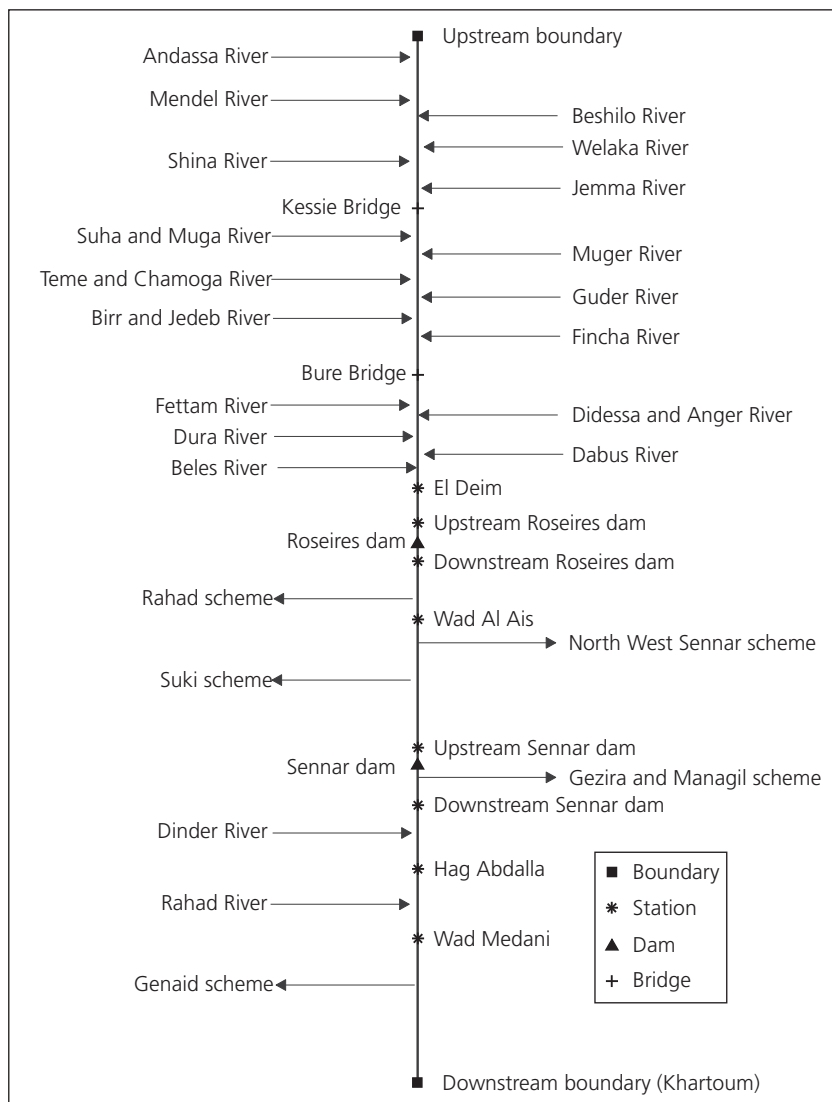 Upstream boundary
Andassa River
Mendel River
Beshilo River
Welaka River
Shina River
Jemma River
Kessie Bridge
Suha and Muga River
Muger River
Teme and Chamoga River
Guder River
Birr and Jedeb River
Fincha River
Bure Bridge
Fettam River
Didessa and Anger River
Dura River
Dabus River
Beles River
El Deim
Upstream Roseires dam
Roseires dam
Downstream Roseires dam
Rahad scheme
Wad Al Ais
North West Sennar scheme
Suki scheme
Upstream Sennar dam
Sennar dam
Gezira and Managil scheme
Downstream Sennar dam
Dinder River
Hag Abdalla
Rahad River
Wad Medani
Genaid scheme
Downstream boundary (Khartoum)
Boundary
Station
Dam
Bridge